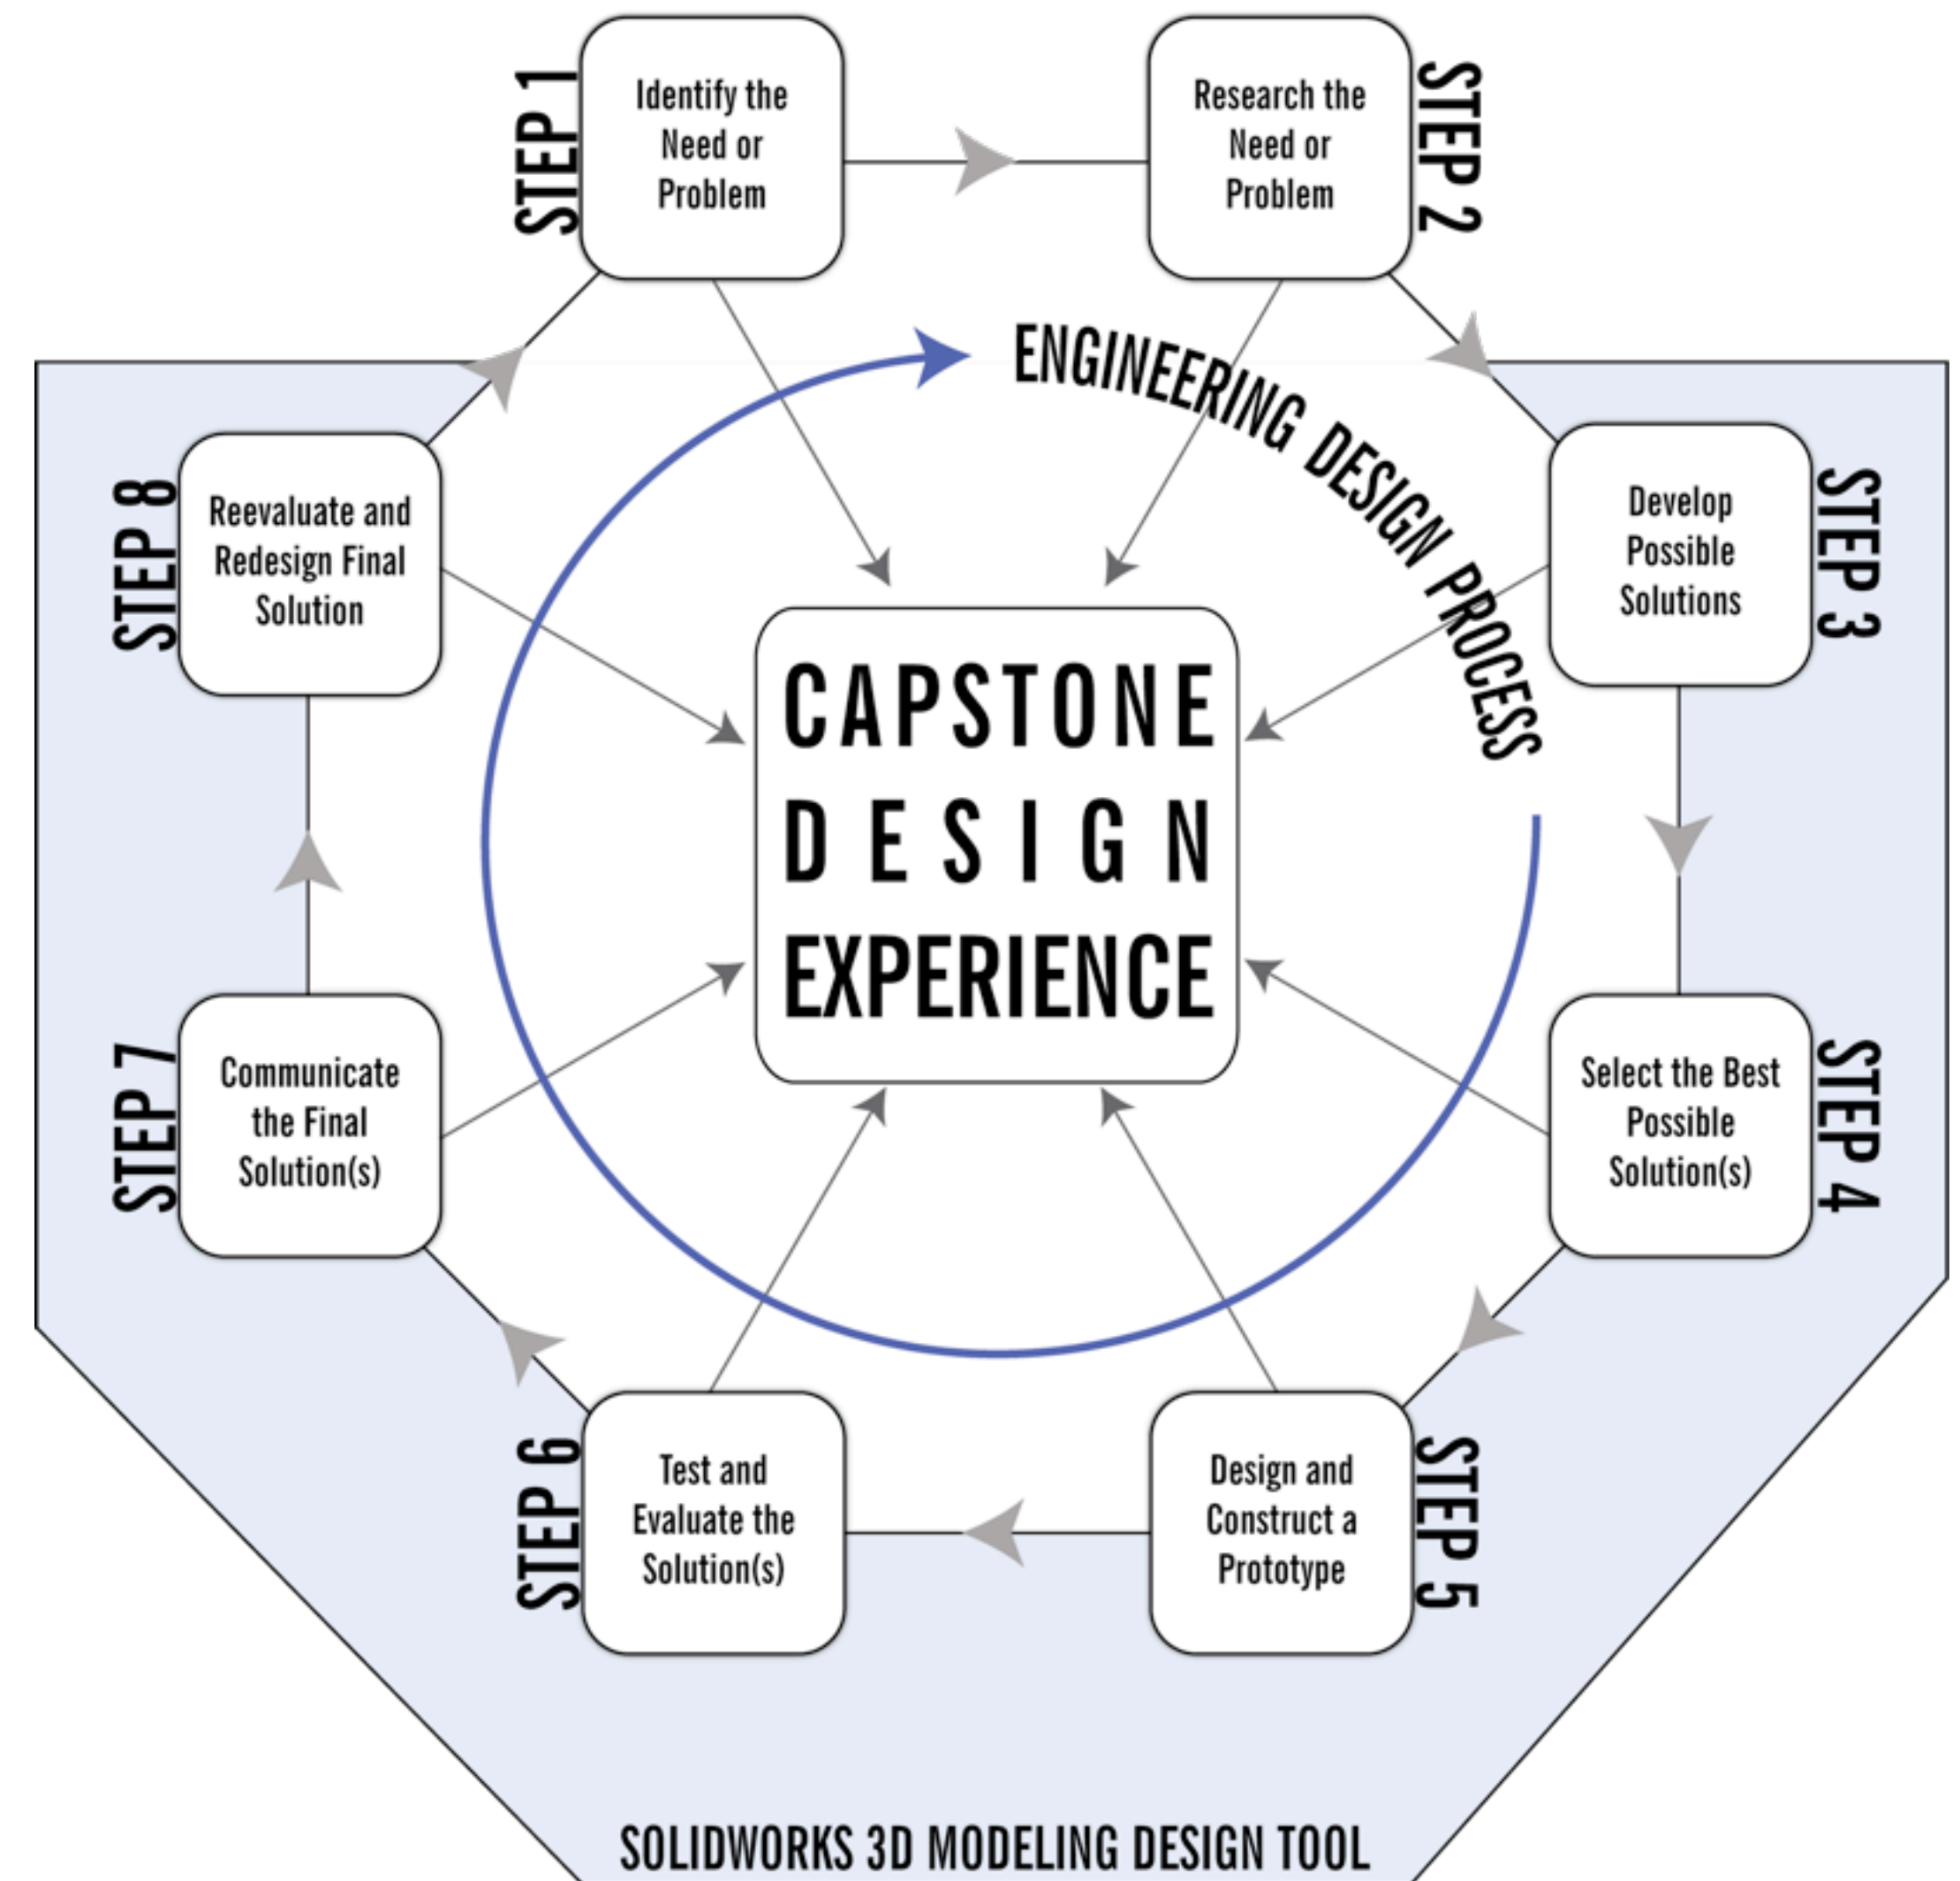 STEP 1
Identify the
Need or
Problem
Research the
Need or
Problem
STEP 2
ENGINEERING DESIGN PROCESS
STEP 3
Develop
Possible
Solutions
STEP 4
Select the Best
Possible
Solution(s)
STEP 5
Design and
Construct a
Prototype
STEP 6
Test and
Evaluate the
Solution(s)
STEP 7
Communicate
the Final
Solution(s)
STEP 8
Reevaluate and
Redesign Final
Solution
CAPSTONE
DESIGN
EXPERIENCE
SOLIDWORKS 3D MODELING DESIGN TOOL